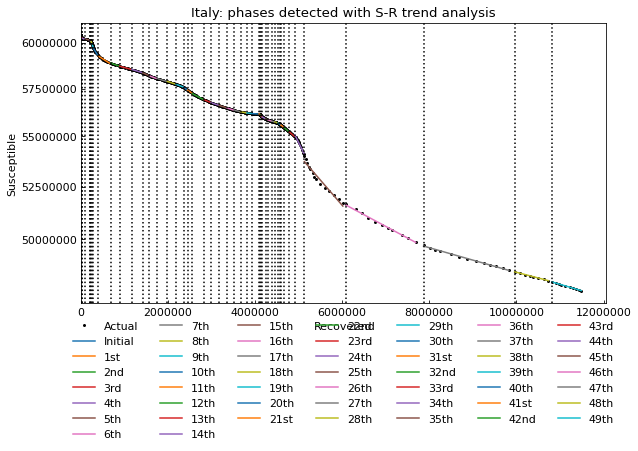 Italy: phases detected with S-R trend analysis
60000000
57500000
55000000
52500000
50000000
Susceptible
0 2000000 4000000 6000000 8000000 10000000 12000000
Recovered
Actual 7th 15th 22nd 29th 36th 43rd
Initial 8th 16th 23rd 30th 37th 44th
1st 9th 17th 24th 31st 38th 45th
2nd 10th 18th 25th 32nd 39th 46th
3rd 11th 19th 26th 33rd 40th 47th
4th 12th 20th 27th 34th 41st 48th
5th 13th 21st 28th 35th 42nd 49th
6th 14th